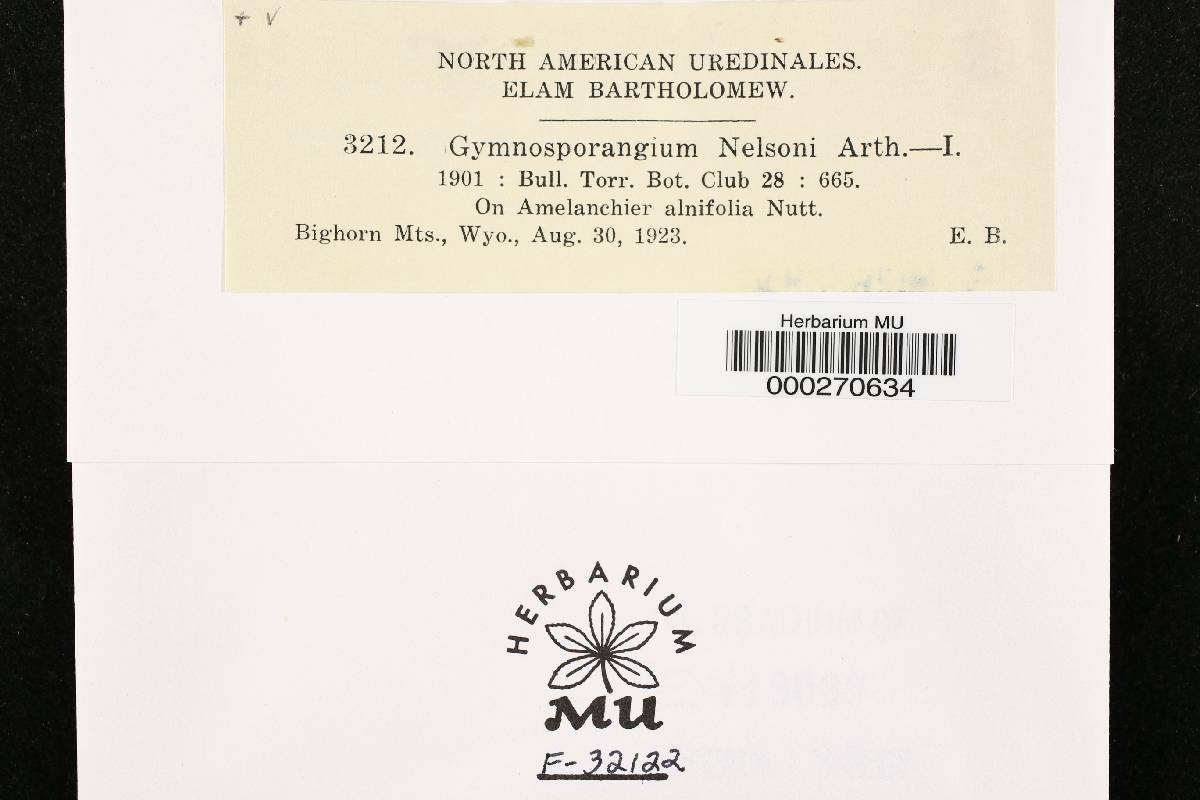 + V
NORTH AMERICAN UREDINALES.
ELAM BARTHOLOMEW.
3212. Gymnosporangium Nelsoni Arth.—I.
1901 : Bull. Torr. Bot. Club 28 : 665.
On Amelanchier alnifolia Nutt.
Bighorn Mts., Wyo., Aug. 30, 1923. E. B.
Herbarium MU
000270634
HERBARIUM
MU
F-32122